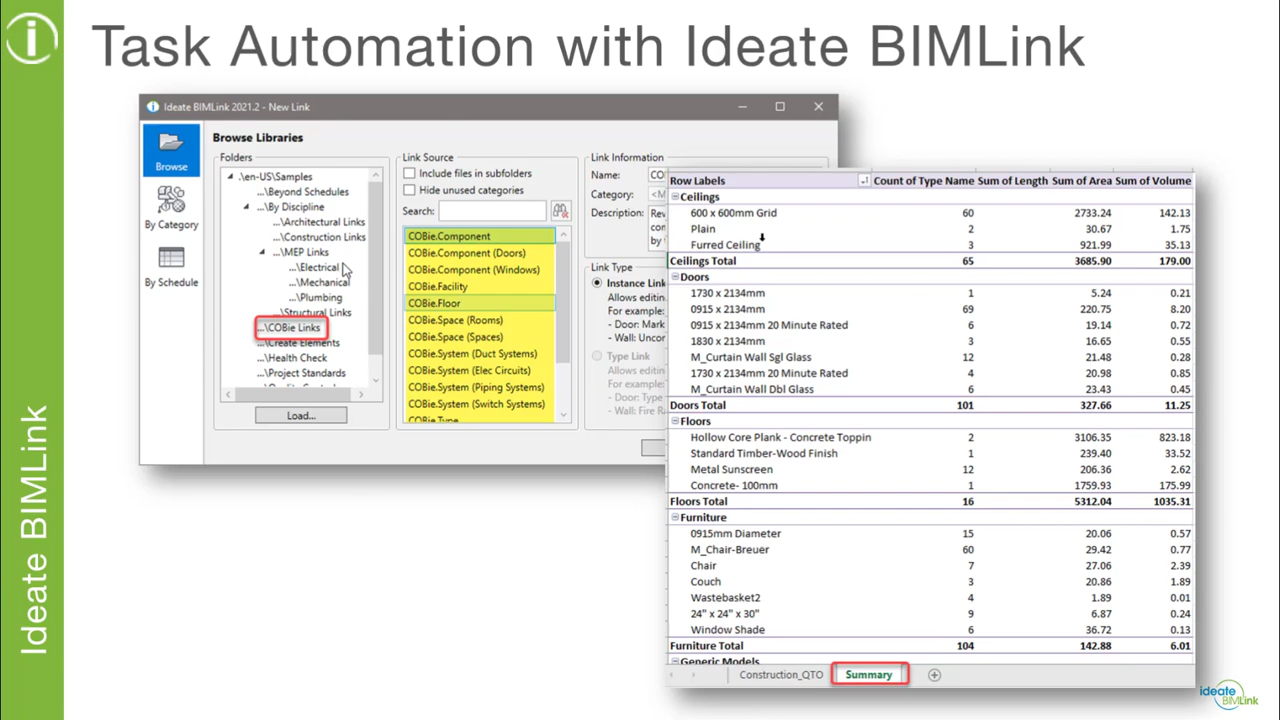 Task Automation with Ideate BIMLink
Ideate BIMLink
Ideate BIMLink 2021.2 - New Link
Browse
By Category
By Schedule
Browse Libraries
Folders
.\en-US\Samples
...\Beyond Schedules
...\By Discipline
...\Architectural Links
...\Construction Links
...\MEP Links
...\Electrical
...\Mechanical
...\Plumbing
...\Structural Links
...\COBie Links
...\Create Elements
...\Health Check
...\Project Standards
Load...
Link Source
Include files in subfolders
Hide unused categories
Search:
COBie.Component
COBie.Component (Doors)
COBie.Component (Windows)
COBie.Facility
COBie.Floor
COBie.Space (Rooms)
COBie.Space (Spaces)
COBie.System (Duct Systems)
COBie.System (Elec Circuits)
COBie.System (Piping Systems)
COBie.System (Switch Systems)
COBie.Type
Link Information
Name: CO
Category: <M
Description: Rev
com
by t
Link Type
Instance Link
Allows editin
For example:
- Door: Mark
- Wall: Uncor
Type Link
Allows editin
For example:
- Door: Type
- Wall: Fire Ra
Row Labels Count of Type Name Sum of Length Sum of Area Sum of Volume
Ceilings
600 x 600mm Grid 60 2733.24 142.13
Plain 2 30.67 1.75
Furred Ceiling 3 921.99 35.13
Ceilings Total 65 3685.90 179.00
Doors
1730 x 2134mm 1 5.24 0.21
0915 x 2134mm 69 220.75 8.20
0915 x 2134mm 20 Minute Rated 6 19.14 0.72
1830 x 2134mm 3 16.65 0.55
M_Curtain Wall Sgl Glass 12 21.48 0.28
1730 x 2134mm 20 Minute Rated 4 20.98 0.85
M_Curtain Wall Dbl Glass 6 23.43 0.45
Doors Total 101 327.66 11.25
Floors
Hollow Core Plank - Concrete Toppin 2 3106.35 823.18
Standard Timber-Wood Finish 1 239.40 33.52
Metal Sunscreen 12 206.36 2.62
Concrete- 100mm 1 1759.93 175.99
Floors Total 16 5312.04 1035.31
Furniture
0915mm Diameter 15 20.06 0.57
M_Chair-Breuer 60 29.42 0.77
Chair 7 27.06 2.39
Couch 3 20.86 1.89
Wastebasket2 4 1.89 0.01
24" x 24" x 30" 9 6.87 0.24
Window Shade 6 36.72 0.13
Furniture Total 104 142.88 6.01
Generic Models
Construction_QTO Summary
ideate
BIMLink